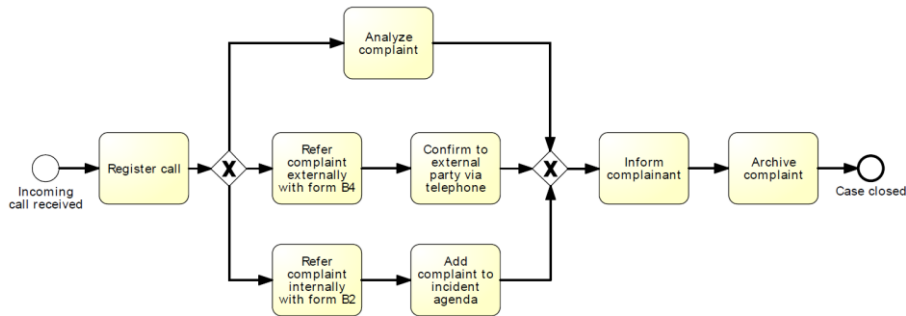 Analyze
complaint
Incoming
call received
Register call
X
Refer
complaint
externally
with form B4
Confirm to
external
party via
telephone
X
Inform
complainant
Archive
complaint
Case closed
Refer
complaint
internally
with form B2
Add
complaint to
incident
agenda